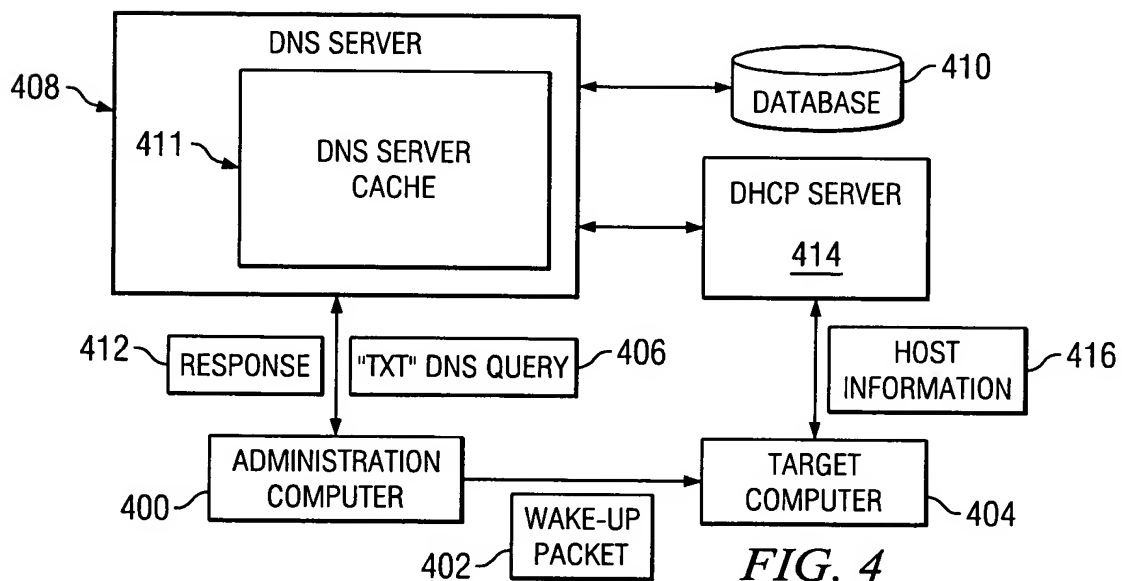 DNS SERVER
408
411
DNS SERVER
CACHE
410
DATABASE
DHCP SERVER
414
412
RESPONSE
"TXT" DNS QUERY
406
HOST
INFORMATION
416
ADMINISTRATION
COMPUTER
400
TARGET
COMPUTER
404
WAKE-UP
PACKET
402
FIG. 4